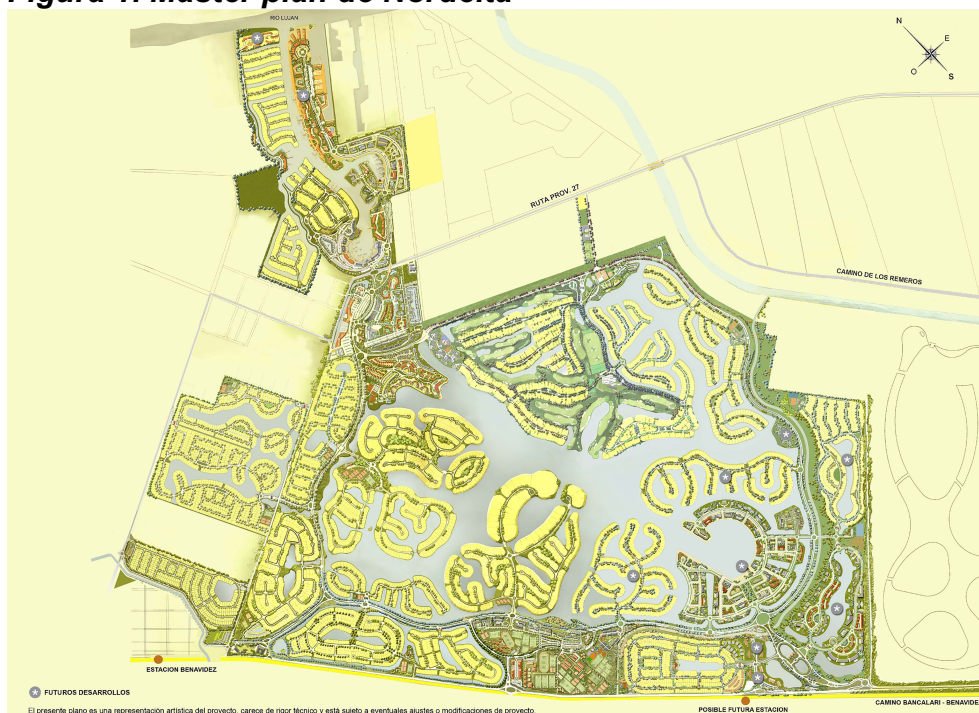 Figura 1. Master plan de Nordelta
RIO LUJAN
N
E
O
S
RUTA PROV. 27
CAMINO DE LOS REMEROS
ESTACION BENAVIDEZ
FUTUROS DESARROLLOS
CAMINO BANCALARI - BENAVIDE
POSIBLE FUTURA ESTACION
El presente plano es una representación artística del proyecto, carece de rigor técnico y está sujeto a eventuales ajustes o modificaciones de proyecto.